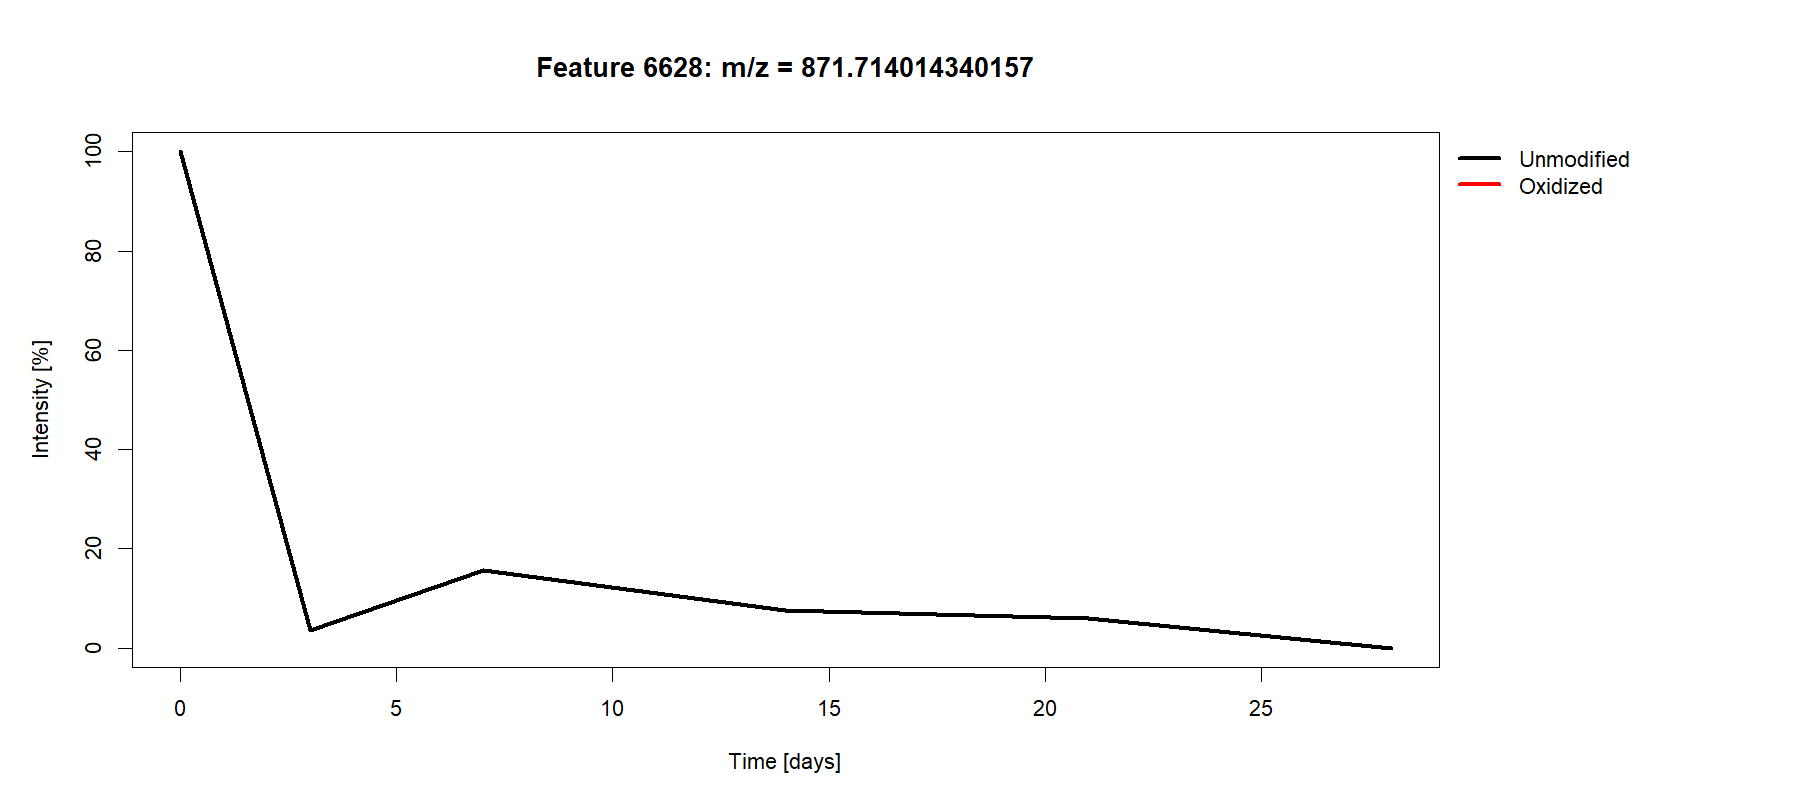 Feature 6628: m/z = 871.714014340157
Unmodified
Oxidized
Intensity [%]
100
80
60
40
20
0
0 5 10 15 20 25
Time [days]